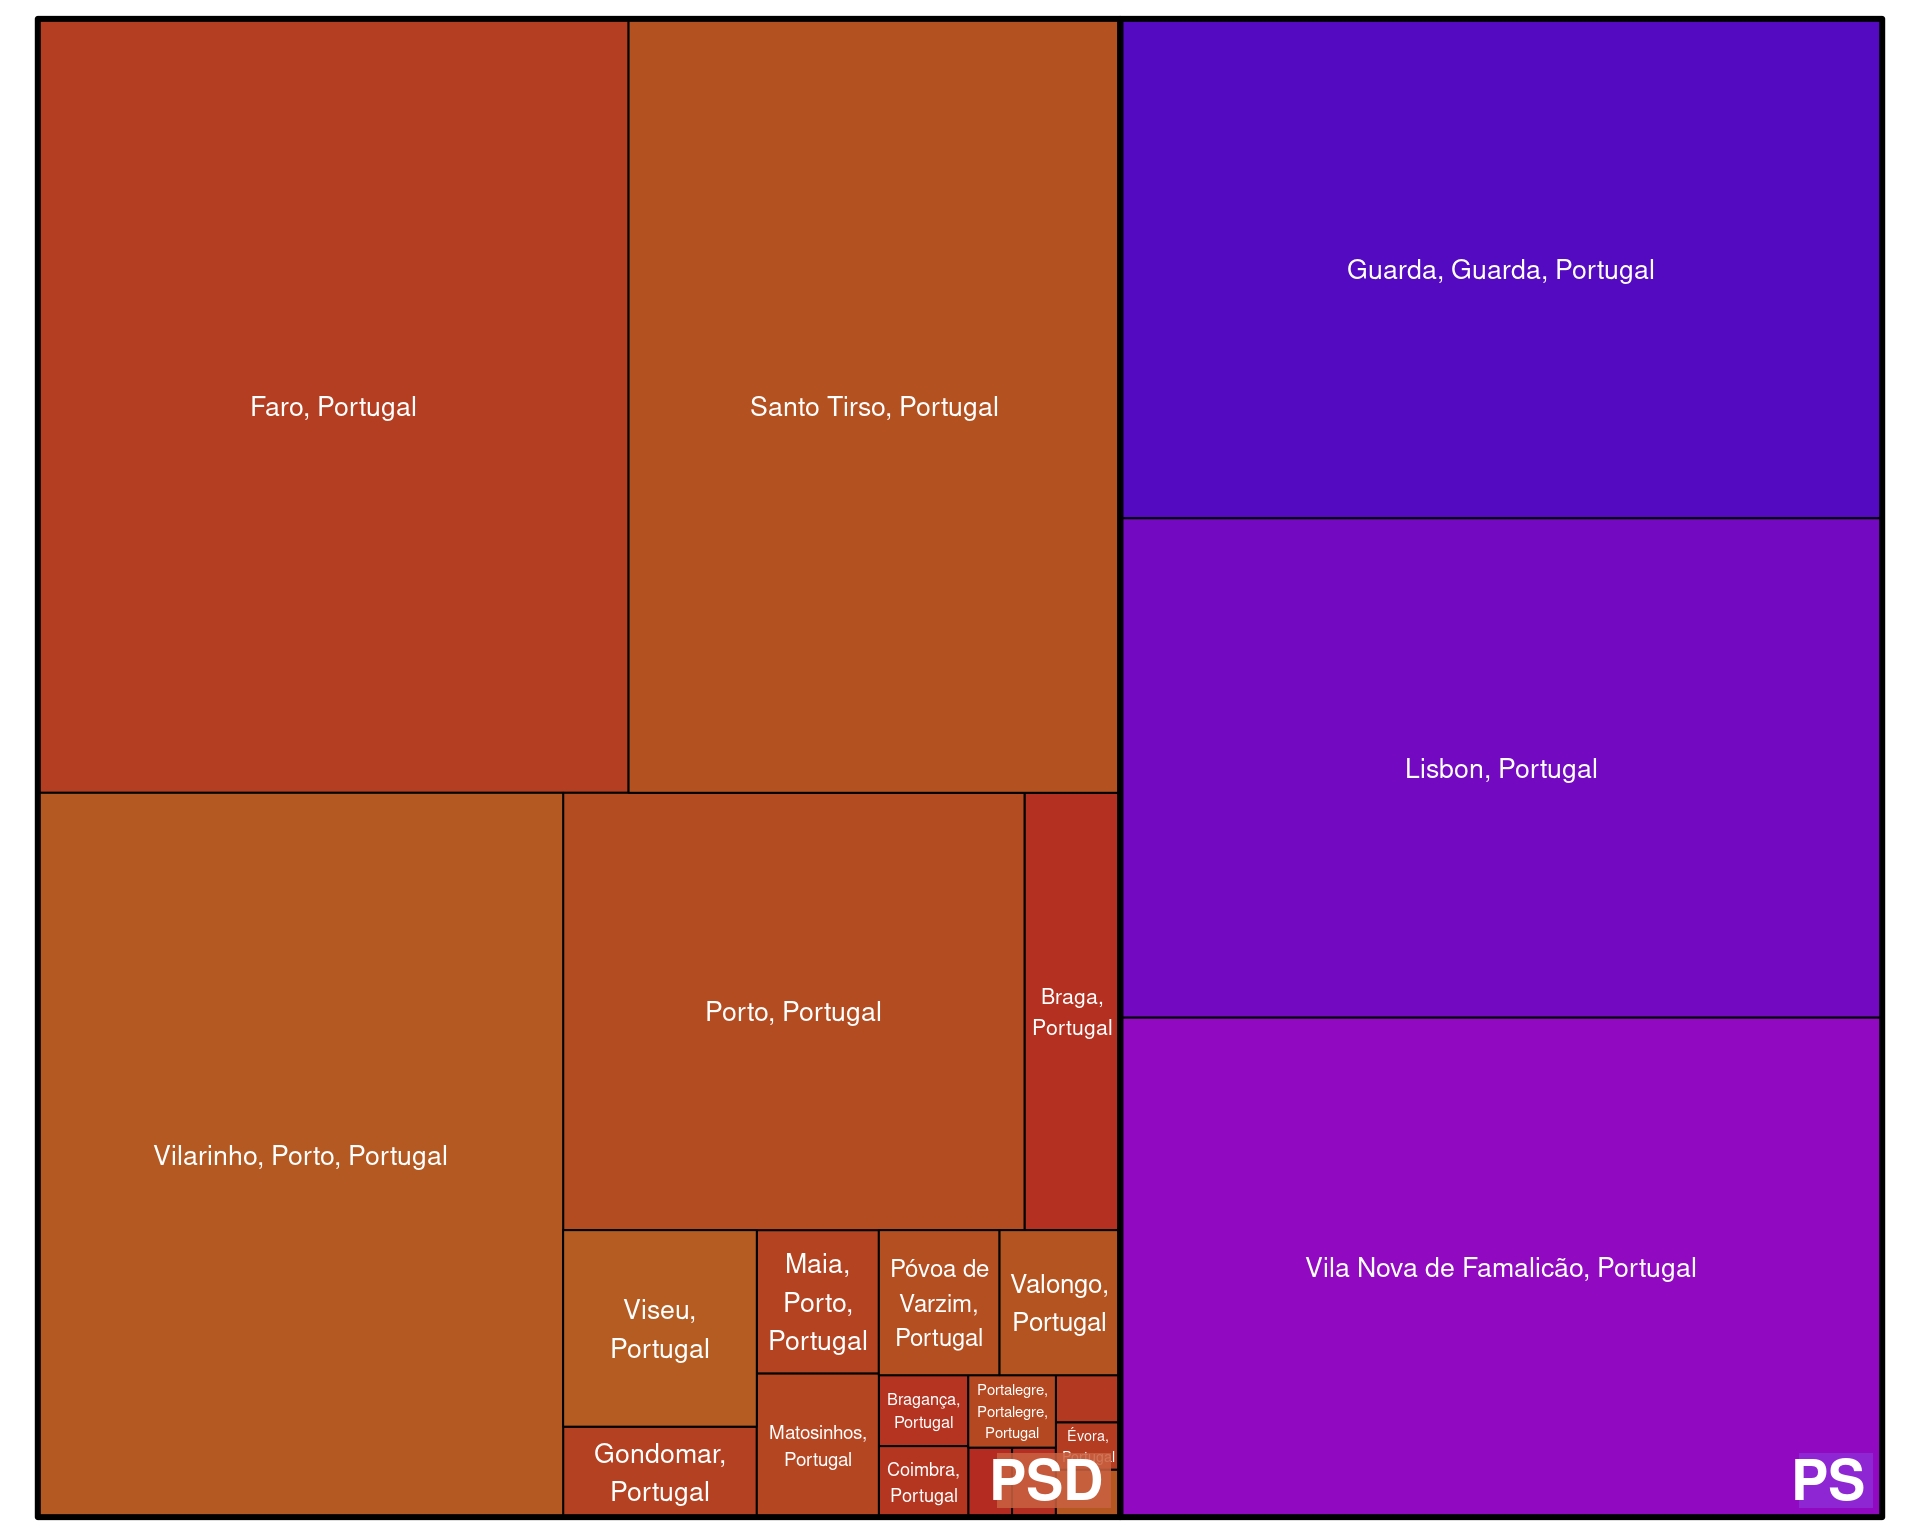 Faro, Portugal
Santo Tirso, Portugal
Guarda, Guarda, Portugal
Lisbon, Portugal
Vilarinho, Porto, Portugal
Porto, Portugal
Braga,
Portugal
Vila Nova de Famalicão, Portugal
Viseu,
Portugal
Maia,
Porto,
Portugal
Póvoa de
Varzim,
Portugal
Valongo,
Portugal
Gondomar,
Portugal
Matosinhos,
Portugal
Bragança,
Portugal
Portalegre,
Portalegre,
Portugal
Coimbra,
Portugal
Évora,
Portugal
PSD
PS